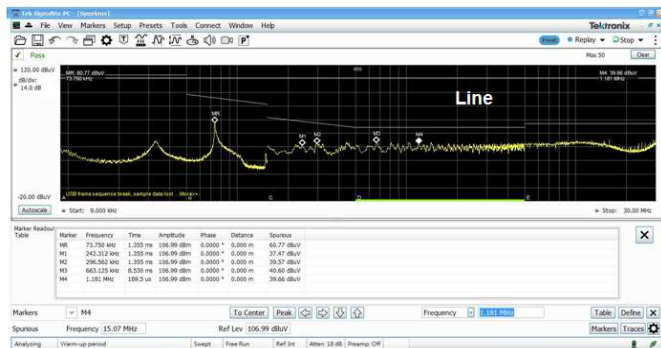 Tek SignalVu-PC - [Spurious]
File View Markers Setup Presets Tools Connect Window Help
Tektronix
Preset Replay Stop
Pass
Max 50
Clear
120.00 dBuV
dB/div:
14.0 dB
MR: 60.77 dBuV
73.750 kHz
M4: 39.66 dBuV
1.181 MHz
Line
MR
M1
M2
M3
M4
USB frame sequence break, sample data lost ...More>>
-20.00 dBuV
A
C
D
E
Autoscale
Start: 9.000 kHz
Stop: 30.00 MHz
Marker Readout
Table
Marker Frequency Time Amplitude Phase Distance Spurious
MR 73.750 kHz 1.355 ms 106.99 dBm 0.0000 ° 0.000 m 60.77 dBuV
M1 242.312 kHz 1.355 ms 106.99 dBm 0.0000 ° 0.000 m 37.47 dBuV
M2 296.562 kHz 1.355 ms 106.99 dBm 0.0000 ° 0.000 m 39.57 dBuV
M3 663.125 kHz 8.530 ms 106.99 dBm 0.0000 ° 0.000 m 40.60 dBuV
M4 1.181 MHz 189.5 us 106.99 dBm 0.0000 ° 0.000 m 39.66 dBuV
Markers M4 To Center Peak Frequency 1.181 MHz Table Define
Spurious Frequency 15.07 MHz Ref Lev 106.99 dBuV Markers Traces
Analyzing Warm-up period Swept Free Run Ref: Int Atten: 18 dB Preamp: Off